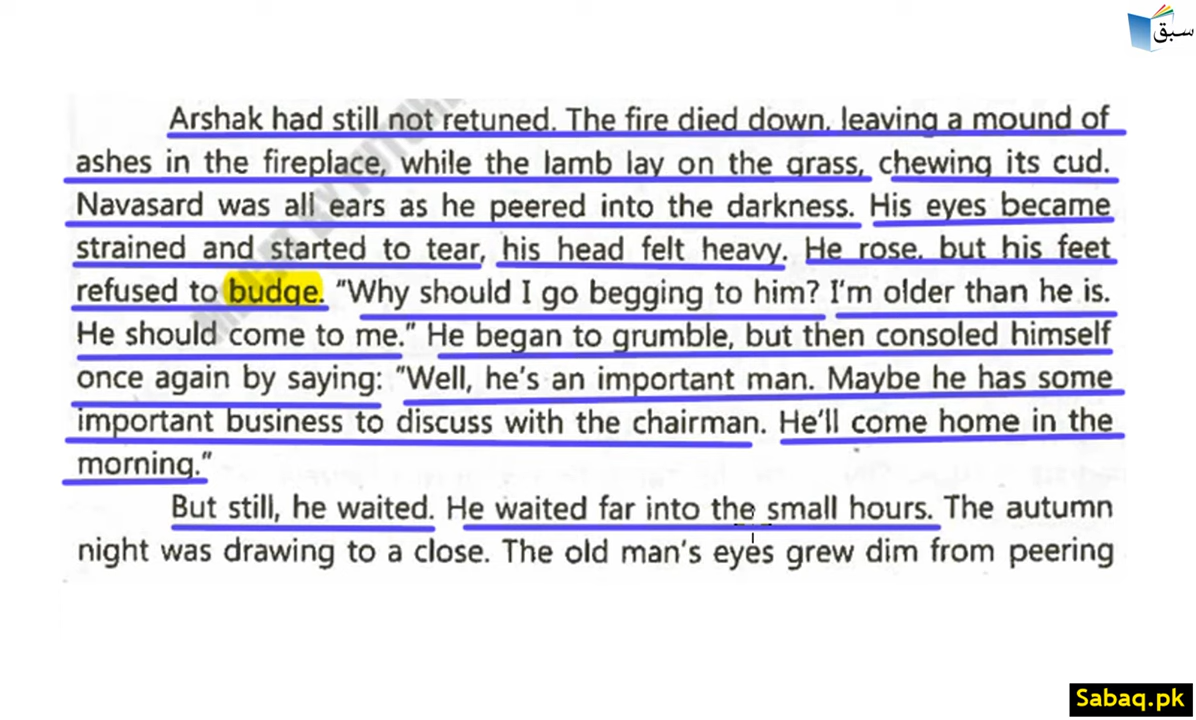 سبق
Arshak had still not retuned. The fire died down, leaving a mound of
ashes in the fireplace, while the lamb lay on the grass, chewing its cud.
Navasard was all ears as he peered into the darkness. His eyes became
strained and started to tear, his head felt heavy. He rose, but his feet
refused to budge. "Why should I go begging to him? I'm older than he is.
He should come to me." He began to grumble, but then consoled himself
once again by saying: "Well, he's an important man. Maybe he has some
important business to discuss with the chairman. He'll come home in the
morning."
But still, he waited. He waited far into the small hours. The autumn
night was drawing to a close. The old man's eyes grew dim from peering
Sabaq.pk